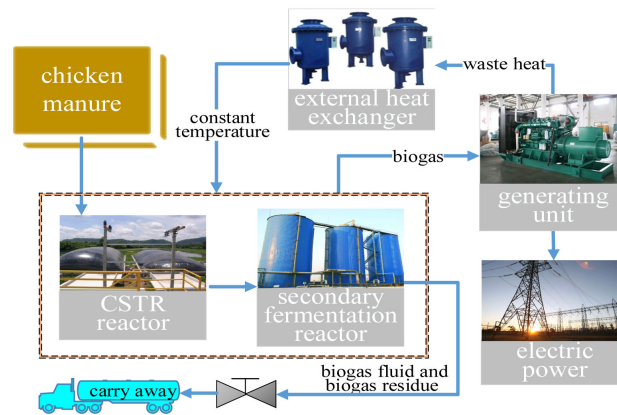 chicken
manure
external heat
exchanger
waste heat
constant
temperature
biogas
generating
unit
CSTR
reactor
secondary
fermentation
reactor
electric
power
biogas fluid and
biogas residue
carry away